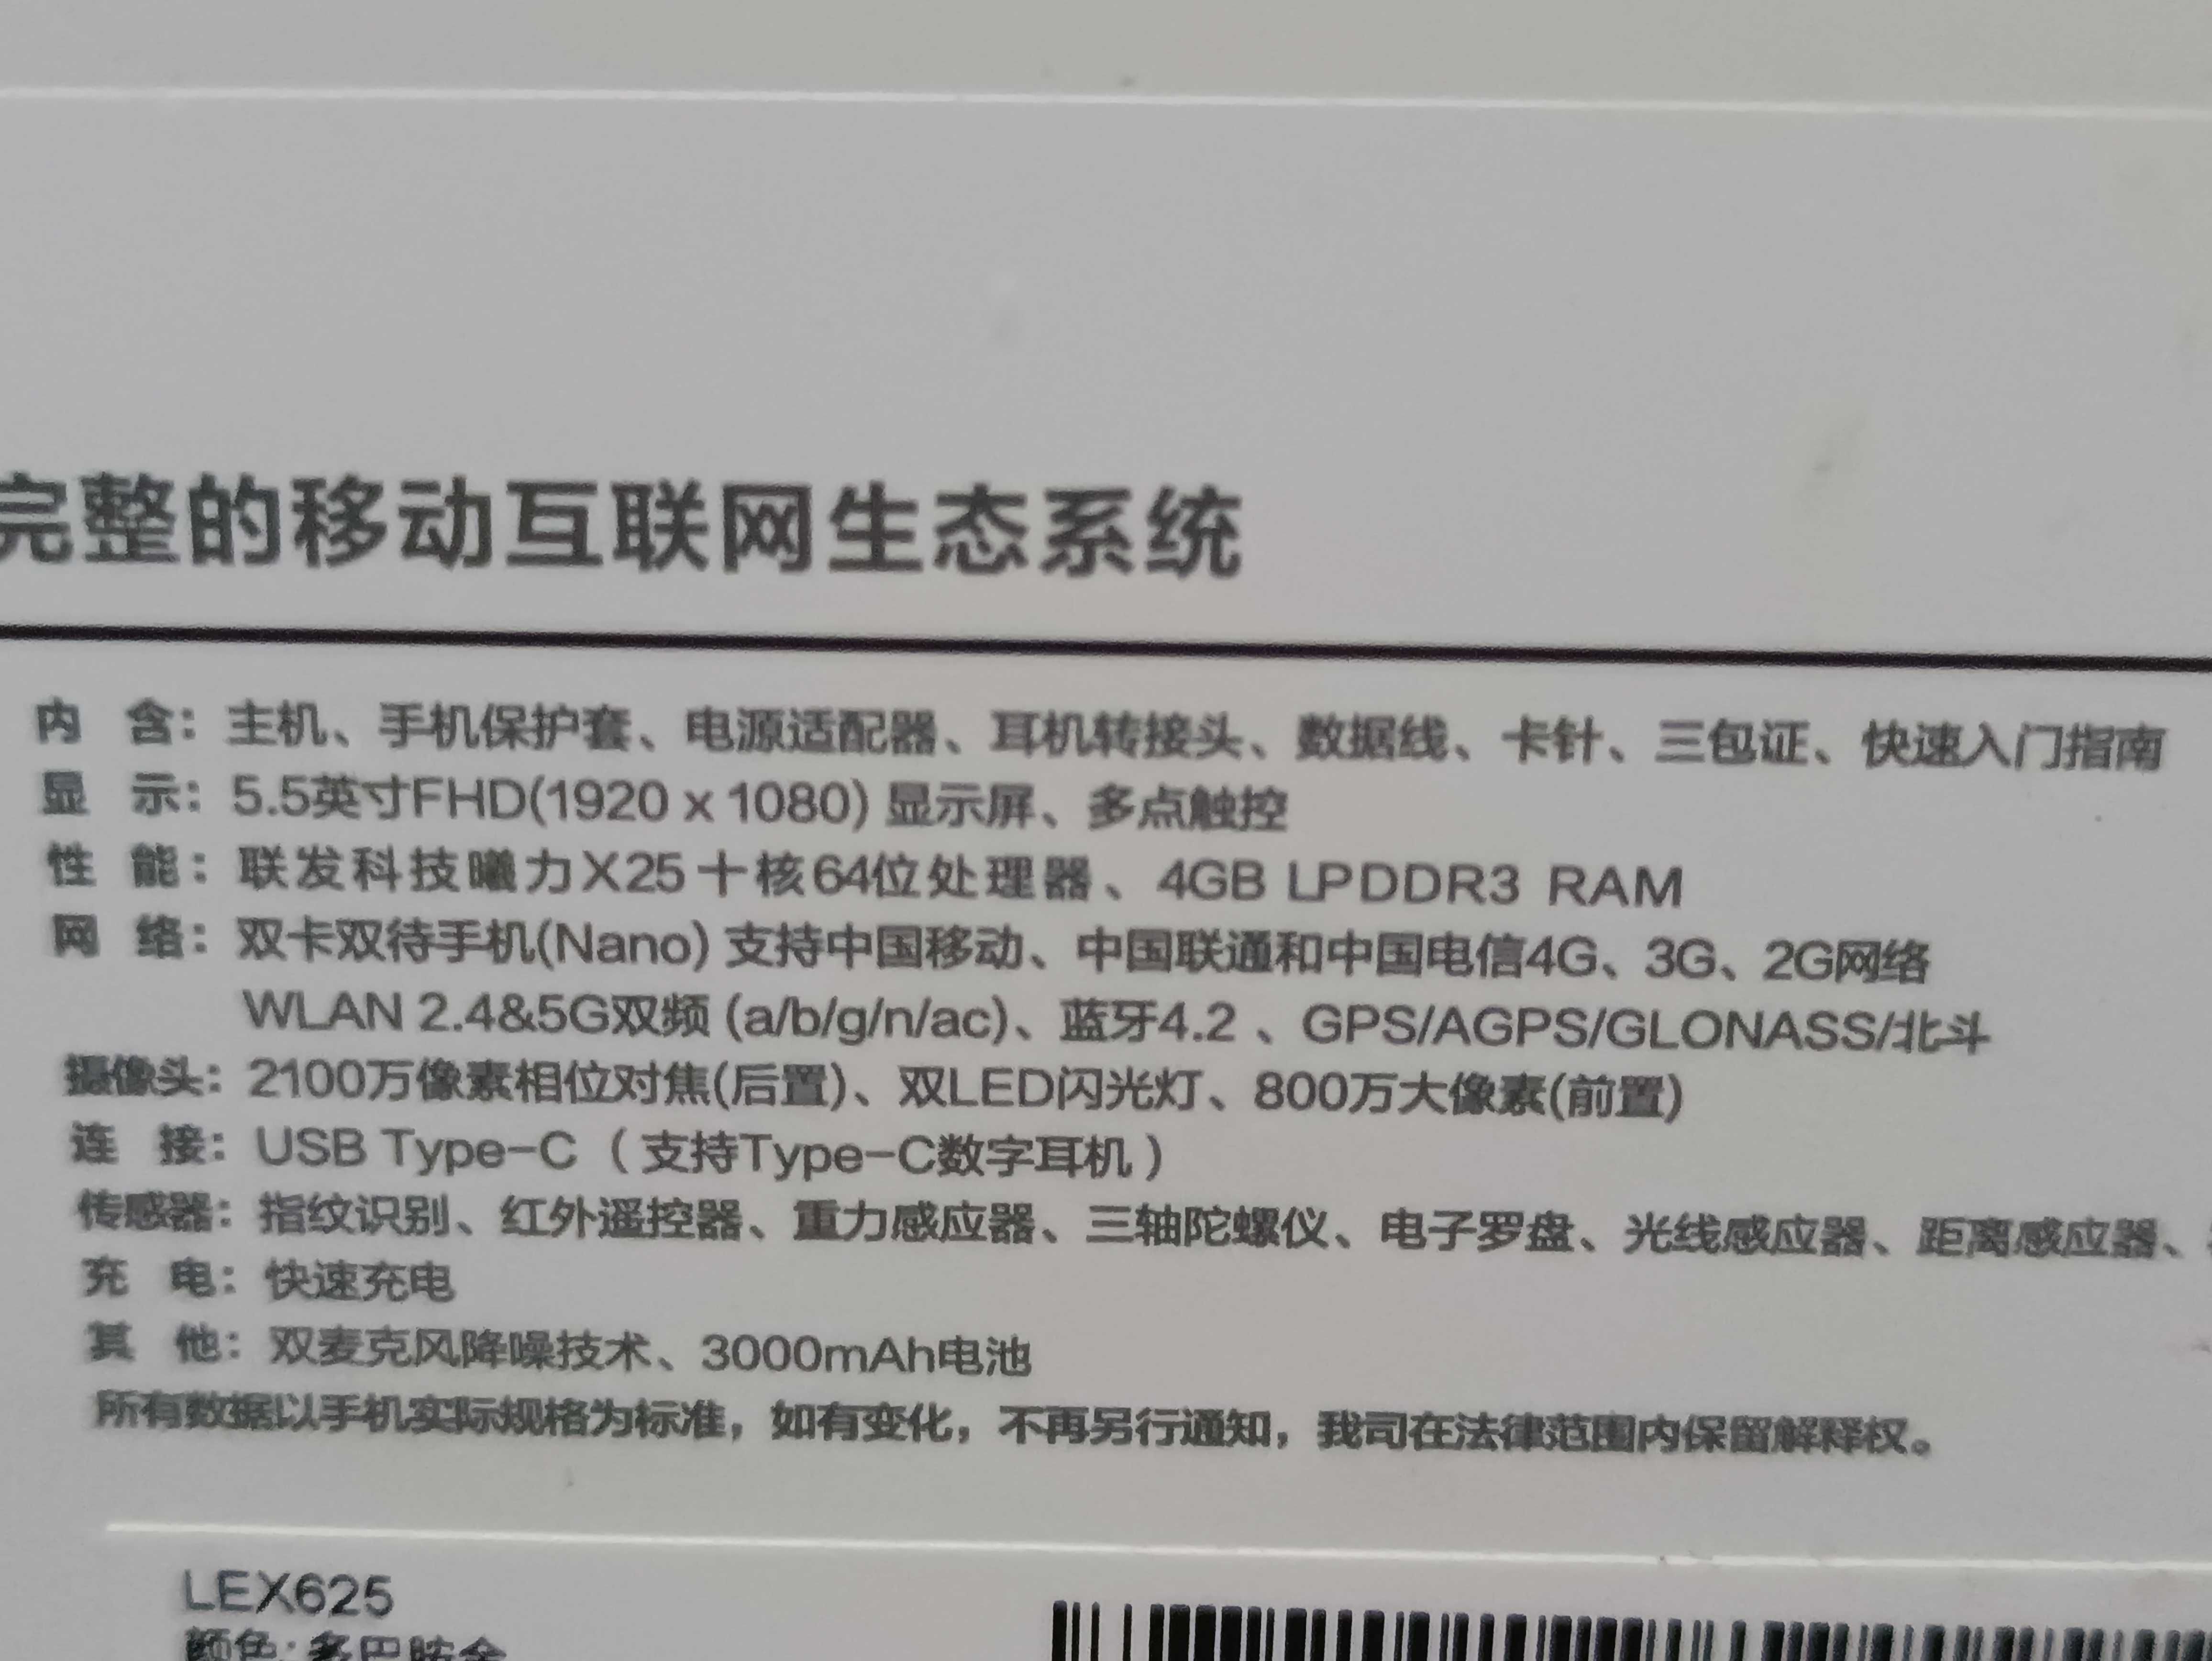 完整的移动互联网生态系统
内 含：主机、手机保护套、电源适配器、耳机转接头、数据线、卡针、三包证、快速入门指南
显 示：5.5英寸FHD(1920 x 1080) 显示屏、多点触控
性 能：联发科技曦力X25十核64位处理器、4GB LPDDR3 RAM
网 络：双卡双待手机(Nano) 支持中国移动、中国联通和中国电信4G、3G、2G网络
WLAN 2.4&5G双频 (a/b/g/n/ac)、蓝牙4.2 、GPS/AGPS/GLONASS/北斗
摄像头：2100万像素相位对焦(后置)、双LED闪光灯、800万大像素(前置)
连 接：USB Type-C（支持Type-C数字耳机）
传感器：指纹识别、红外遥控器、重力感应器、三轴陀螺仪、电子罗盘、光线感应器、距离感应器、
充 电：快速充电
其 他：双麦克风降噪技术、3000mAh电池
所有数据以手机实际规格为标准，如有变化，不再另行通知，我司在法律范围内保留解释权。
LEX625
颜色：多巴胺金